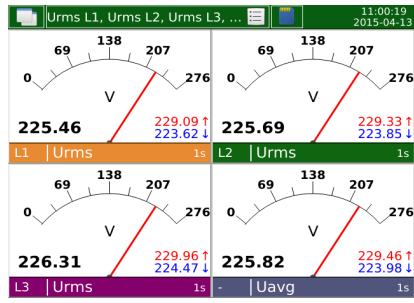 Urms L1, Urms L2, Urms L3, ...
11:00:19
2015-04-13
0 69 138 207 276
V
225.46
229.09↑
223.62↓
L1 Urms 1s
0 69 138 207 276
V
225.69
229.33↑
223.85↓
L2 Urms 1s
0 69 138 207 276
V
226.31
229.96↑
224.47↓
L3 Urms 1s
0 69 138 207 276
V
225.82
229.46↑
223.98↓
- Uavg 1s